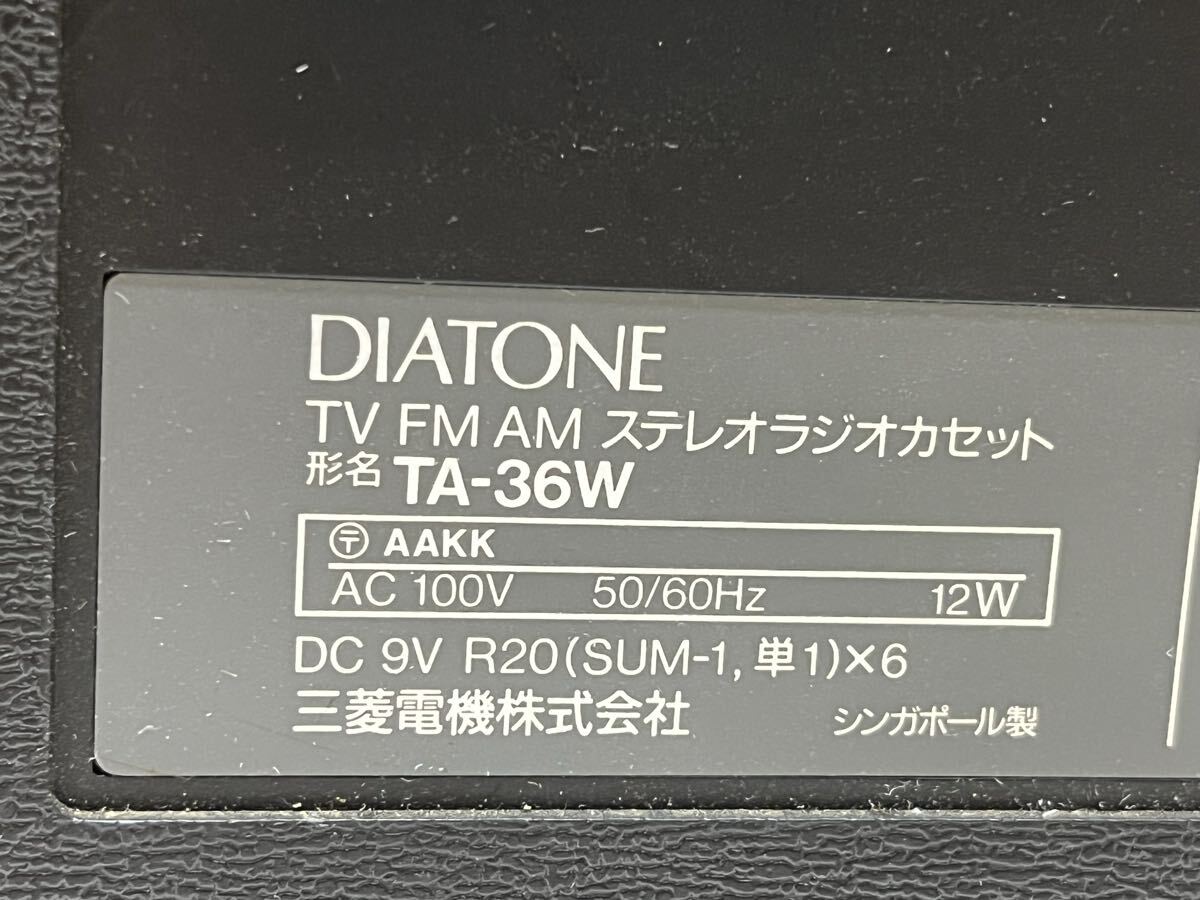 DIATONE
TV FM AM ステレオラジオカセット
形名 TA-36W
〶 AAKK
AC 100V 50/60Hz 12W
DC 9V R20(SUM-1,単1)×6
三菱電機株式会社 シンガポール製